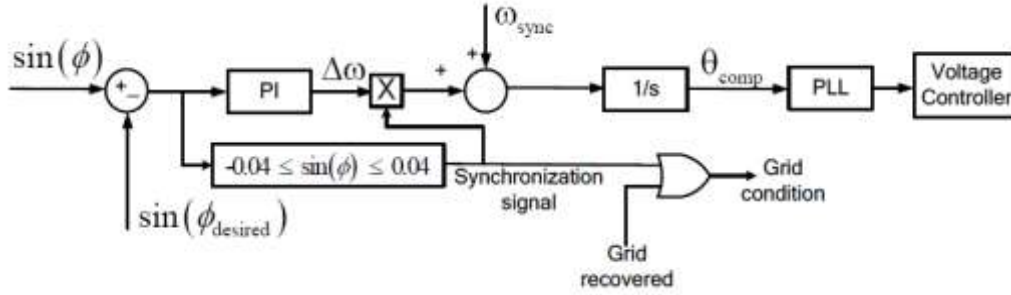 sin(ϕ)
+
−
PI
Δω
X
+
+
ω_sync
1/s
θ_comp
PLL
Voltage
Controller
-0.04 ≤ sin(ϕ) ≤ 0.04
Synchronization
signal
Grid
condition
sin(ϕ_desired)
Grid
recovered